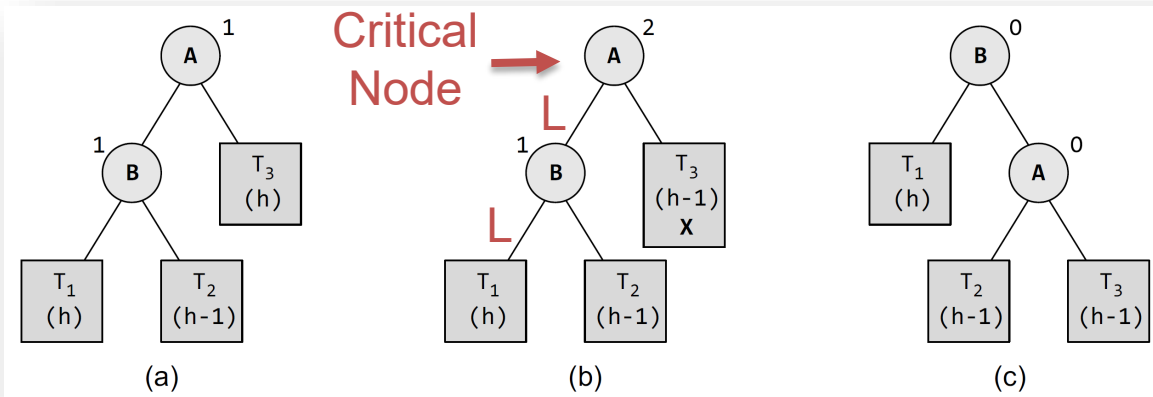 1
A
1
B
T3
(h)
T1
(h)
T2
(h-1)
(a)
Critical
Node
2
A
L
1
B
T3
(h-1)
X
L
T1
(h)
T2
(h-1)
(b)
0
B
T1
(h)
0
A
T2
(h-1)
T3
(h-1)
(c)